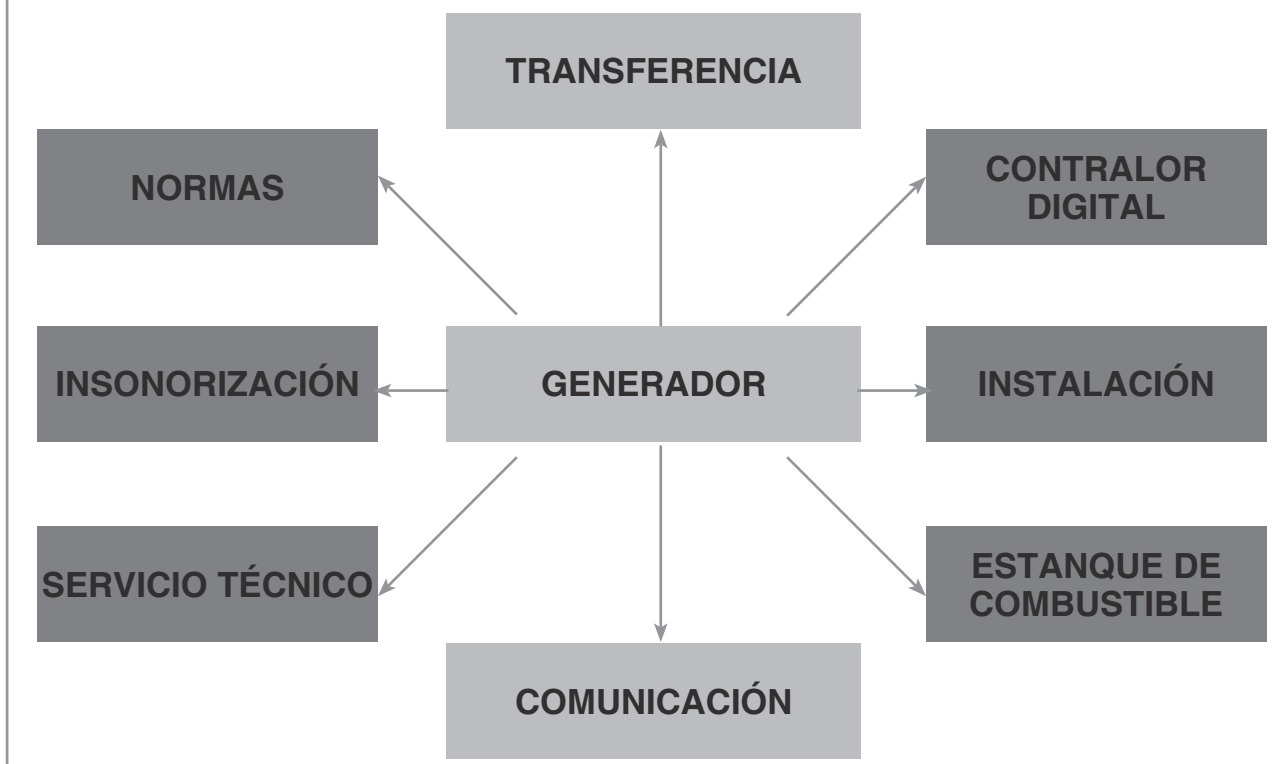 TRANSFERENCIA
NORMAS
CONTRALOR
DIGITAL
INSONORIZACIÓN
GENERADOR
INSTALACIÓN
SERVICIO TÉCNICO
ESTANQUE DE
COMBUSTIBLE
COMUNICACIÓN